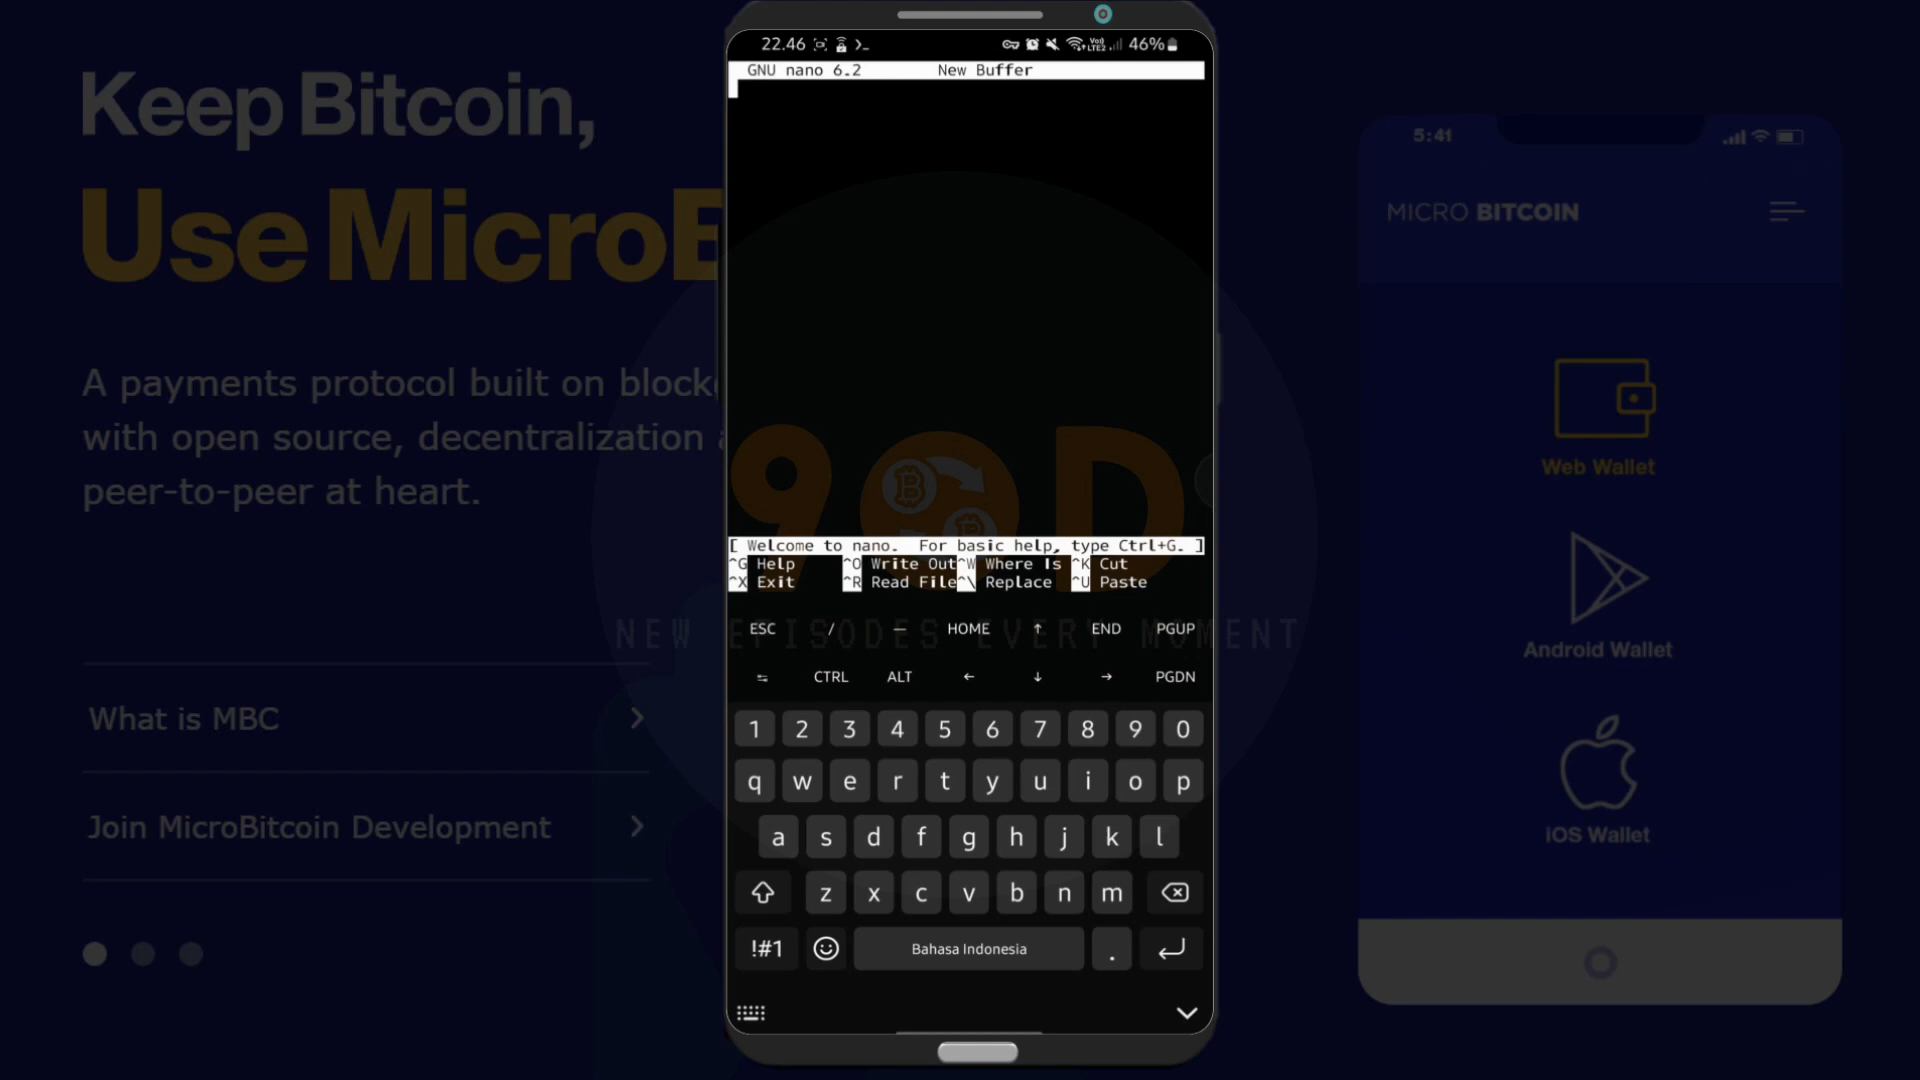 Keep Bitcoin,
Use MicroB
A payments protocol built on block
with open source, decentralization
peer-to-peer at heart.
What is MBC
Join MicroBitcoin Development
22.46
LTE2
46%
GNU nano 6.2 New Buffer
9 D
[ Welcome to nano. For basic help, type Ctrl+G. ]
^G Help ^O Write Out ^W Where Is ^K Cut
^X Exit ^R Read File ^\ Replace ^U Paste
NEW EPISODES EVERY MOMENT
ESC / — HOME ↑ END PGUP
⇆ CTRL ALT ← ↓ → PGDN
1 2 3 4 5 6 7 8 9 0
q w e r t y u i o p
a s d f g h j k l
z x c v b n m
!#1 Bahasa Indonesia .
5:41
MICRO BITCOIN
Web Wallet
Android Wallet
iOS Wallet